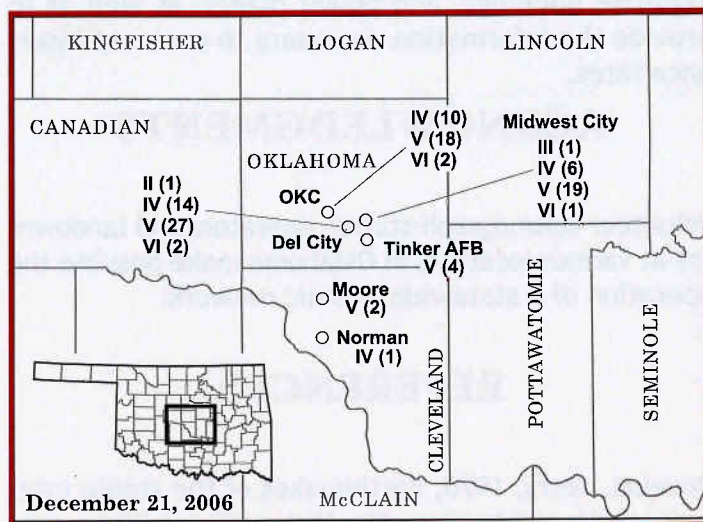 KINGFISHER
LOGAN
LINCOLN
CANADIAN
OKLAHOMA
IV (10)
V (18)
VI (2)
Midwest City
III (1)
IV (6)
V (19)
VI (1)
II (1)
IV (14)
V (27)
VI (2)
OKC
Del City
Tinker AFB
V (4)
Moore
V (2)
Norman
IV (1)
CLEVELAND
POTTAWATOMIE
SEMINOLE
McCLAIN
December 21, 2006